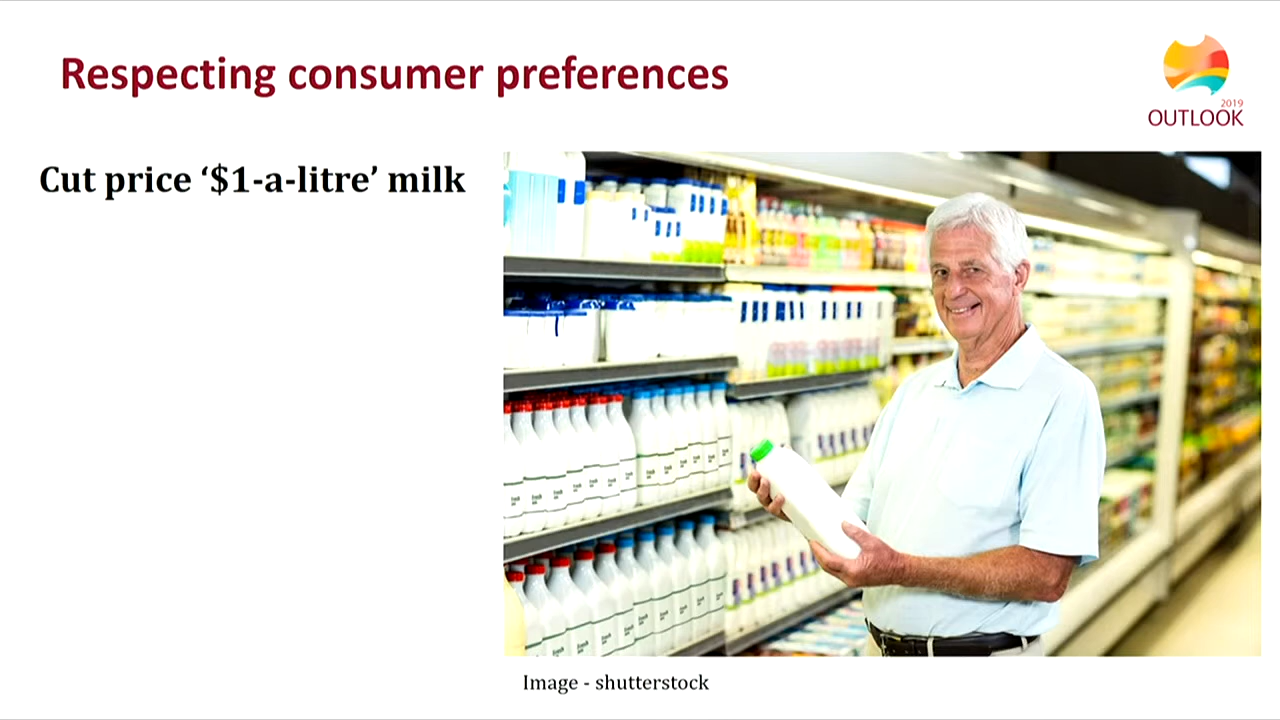 Respecting consumer preferences
2019
OUTLOOK
Cut price ‘$1-a-litre’ milk
Image - shutterstock